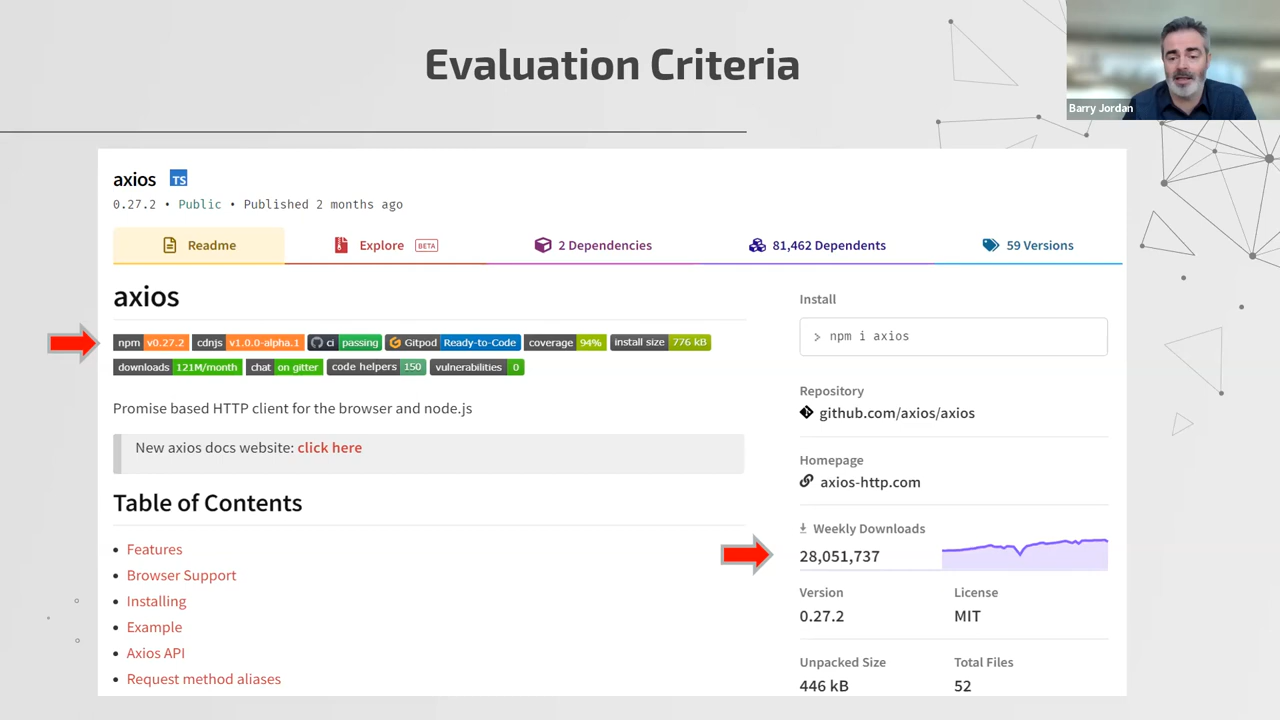 Evaluation Criteria
Barry Jordan
axios TS
0.27.2 • Public • Published 2 months ago
Readme
Explore BETA
2 Dependencies
81,462 Dependents
59 Versions
axios
npm v0.27.2 cdnjs v1.0.0-alpha.1 ci passing Gitpod Ready-to-Code coverage 94% install size 776 kB
downloads 121M/month chat on gitter code helpers 150 vulnerabilities 0
Promise based HTTP client for the browser and node.js
New axios docs website: click here
Table of Contents
• Features
• Browser Support
• Installing
• Example
• Axios API
• Request method aliases
Install
> npm i axios
Repository
github.com/axios/axios
Homepage
axios-http.com
Weekly Downloads
28,051,737
Version License
0.27.2 MIT
Unpacked Size Total Files
446 kB 52